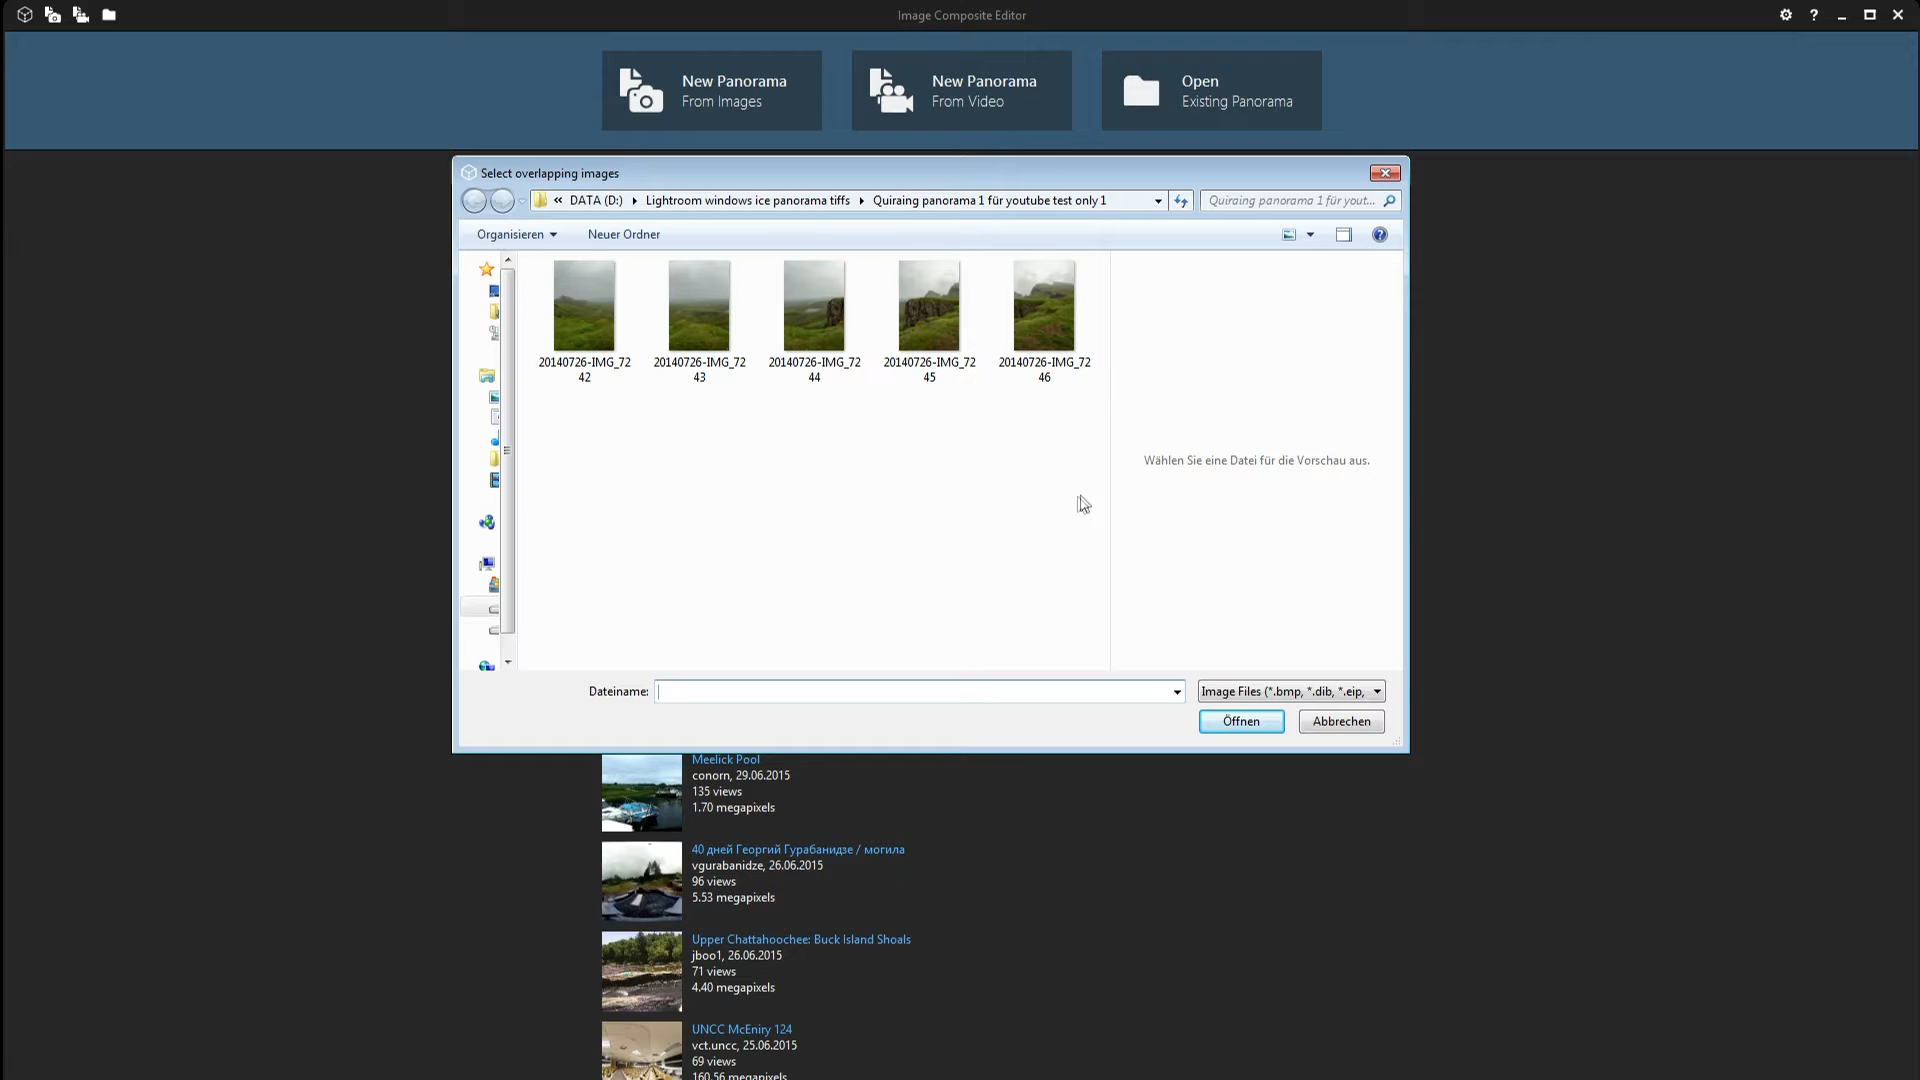 Image Composite Editor
?
New Panorama
From Images
New Panorama
From Video
Open
Existing Panorama
Select overlapping images
« DATA (D:) Lightroom windows ice panorama tiffs Quiraing panorama 1 für youtube test only 1
Quiraing panorama 1 für yout...
Organisieren
Neuer Ordner
?
20140726-IMG_72
42
20140726-IMG_72
43
20140726-IMG_72
44
20140726-IMG_72
45
20140726-IMG_72
46
Wählen Sie eine Datei für die Vorschau aus.
Dateiname:
Image Files (*.bmp, *.dib, *.eip,
Öffnen
Abbrechen
Meelick Pool
conorn, 29.06.2015
135 views
1.70 megapixels
40 дней Георгий Гурабанидзе / могила
vgurabanidze, 26.06.2015
96 views
5.53 megapixels
Upper Chattahoochee: Buck Island Shoals
jboo1, 26.06.2015
71 views
4.40 megapixels
UNCC McEniry 124
vct.uncc, 25.06.2015
69 views
160.56 megapixels